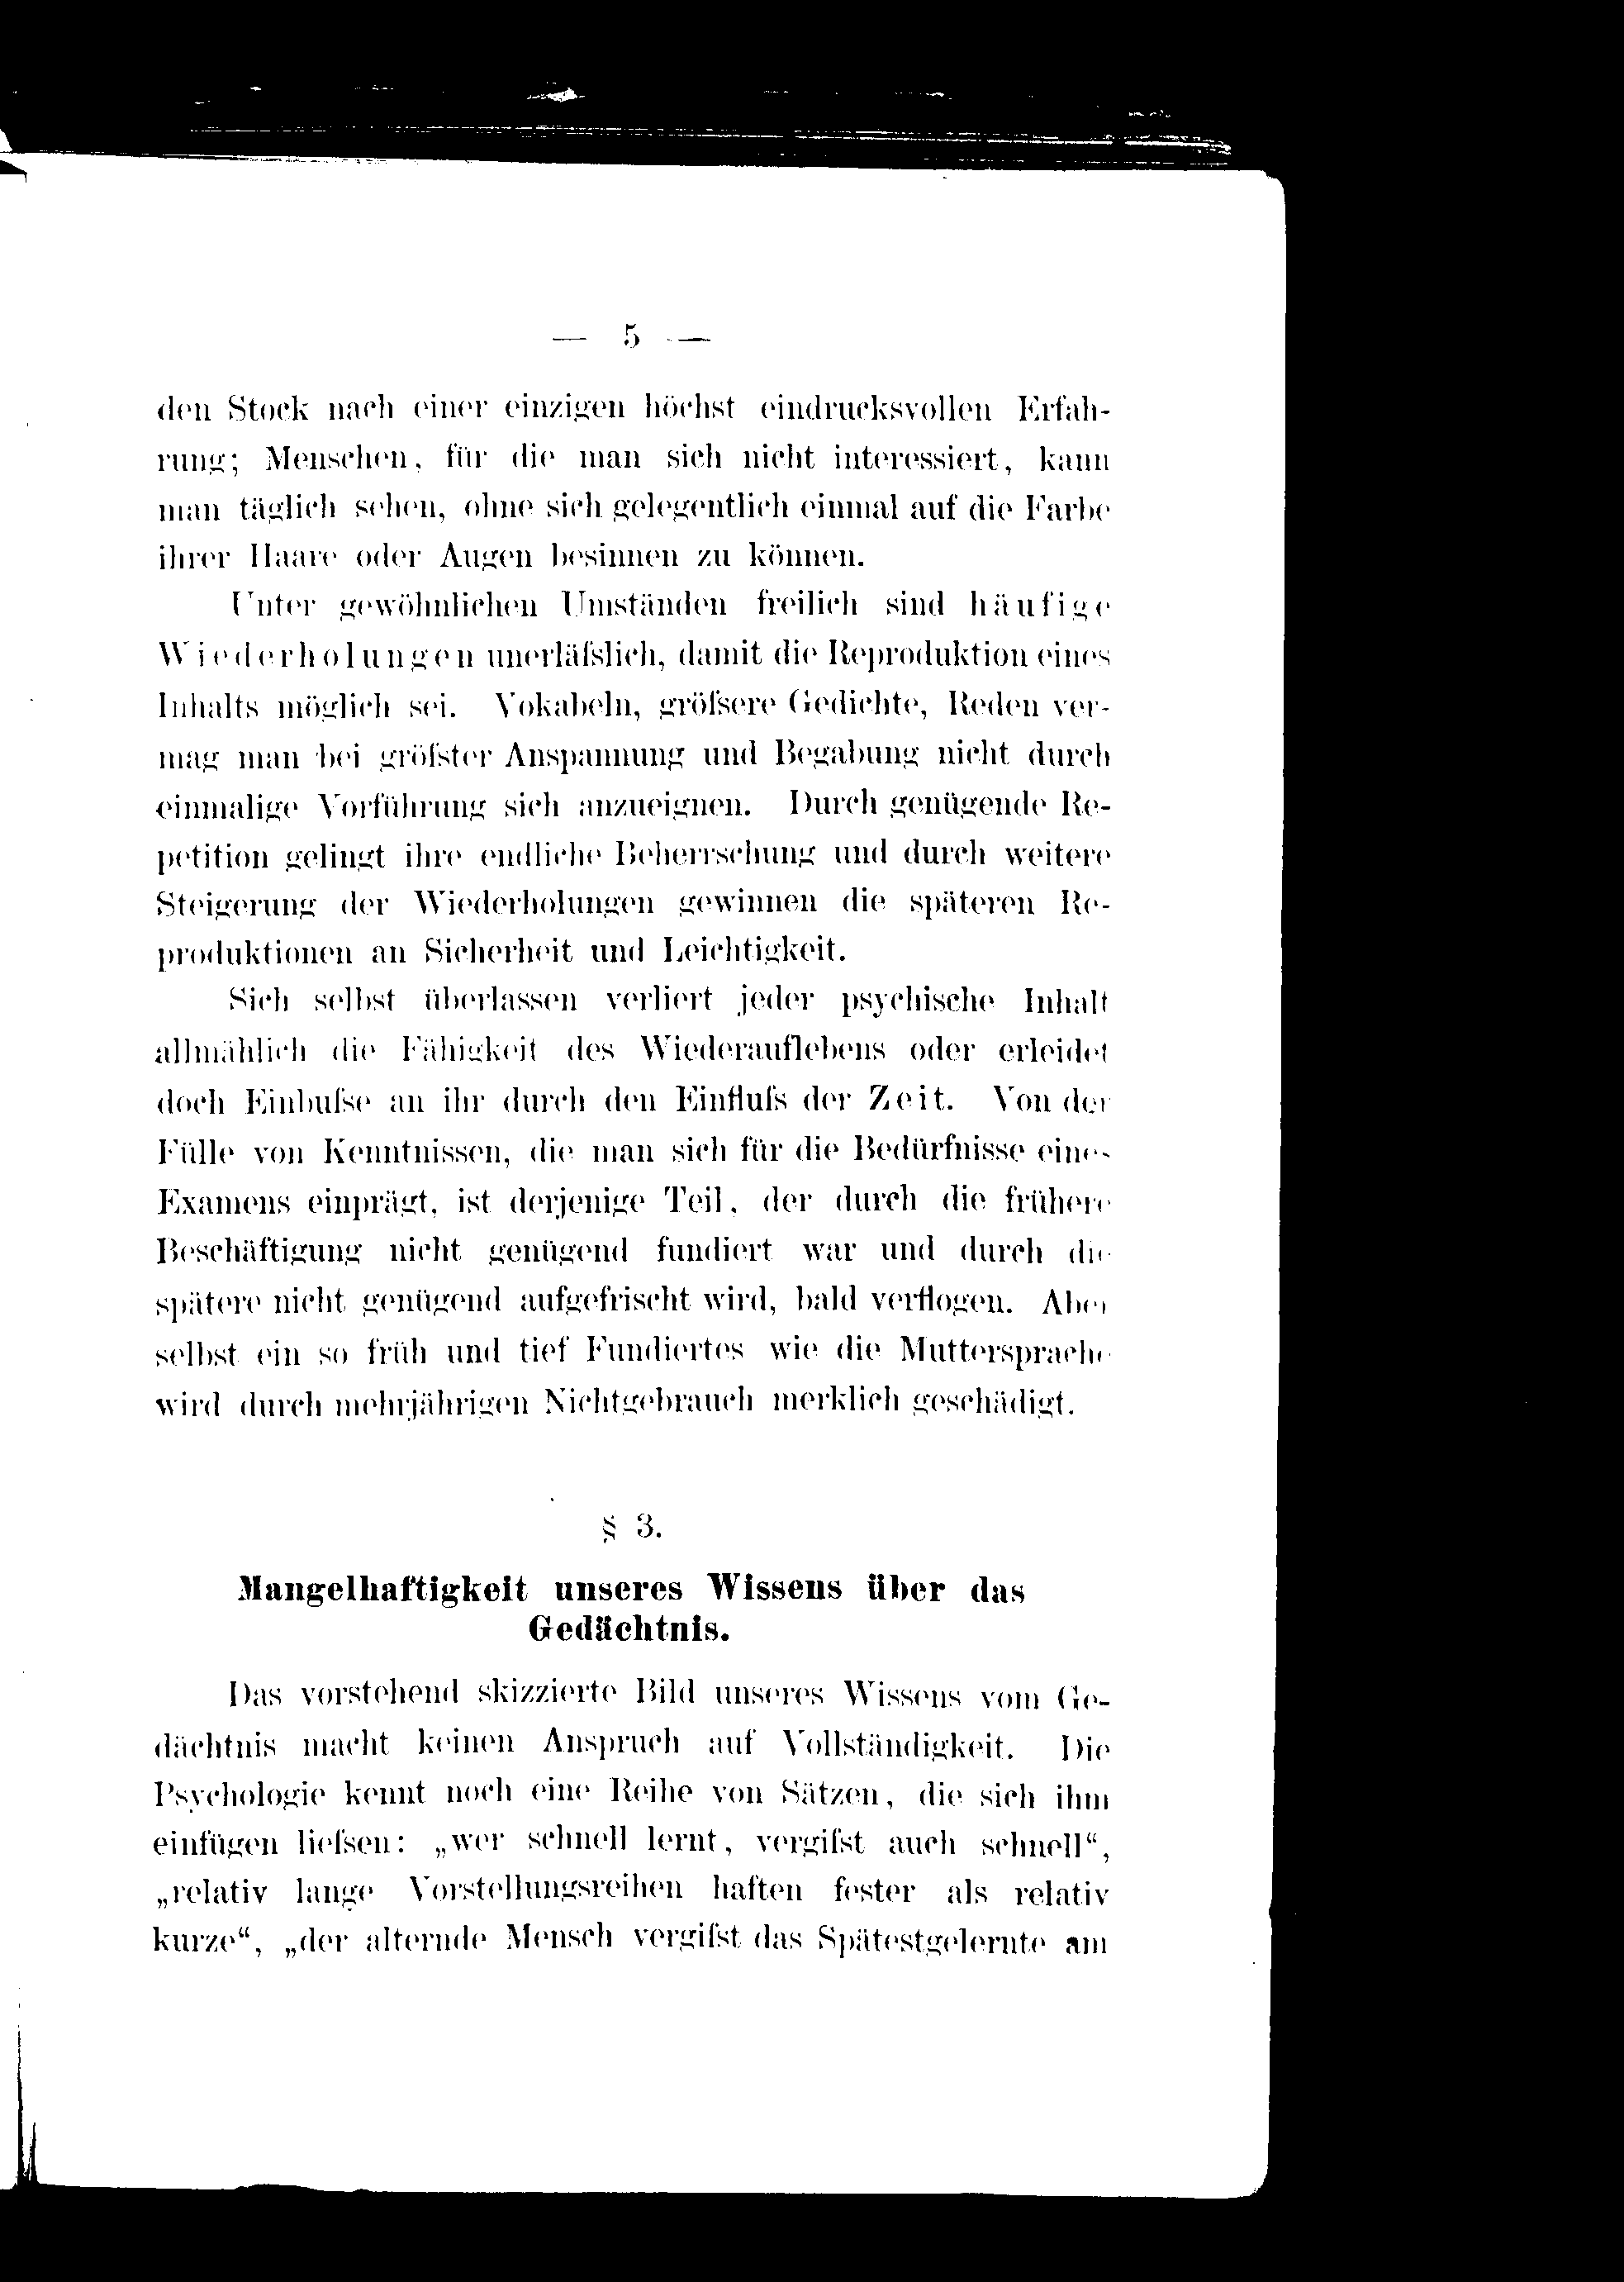 — 5 —
den Stock nach einer einzigen höchst eindrucksvollen Erfah-
rung; Menschen, für die man sich nicht interessiert, kann
man täglich sehen, ohne sich gelegentlich einmal auf die Farbe
ihrer Haare oder Augen besinnen zu können.
Unter gewöhnlichen Umständen freilich sind häufige
Wiederholungen unerläſslich, damit die Reproduktion eines
Inhalts möglich sei. Vokabeln, gröſsere Gedichte, Reden ver-
mag man bei gröſster Anspannung und Begabung nicht durch
einmalige Vorführung sich anzueignen. Durch genügende Re-
petition gelingt ihre endliche Beherrschung und durch weitere
Steigerung der Wiederholungen gewinnen die späteren Re-
produktionen an Sicherheit und Leichtigkeit.
Sich selbst überlassen verliert jeder psychische Inhalt
allmählich die Fähigkeit des Wiederauflebens oder erleidet
doch Einbuſse an ihr durch den Einfluſs der Zeit. Von der
Fülle von Kenntnissen, die man sich für die Bedürfnisse eines
Examens einprägt, ist derjenige Teil, der durch die frühere
Beschäftigung nicht genügend fundiert war und durch die
spätere nicht genügend aufgefrischt wird, bald verflogen. Aber
selbst ein so früh und tief Fundiertes wie die Muttersprache
wird durch mehrjährigen Nichtgebrauch merklich geschädigt.
§ 3.
Mangelhaftigkeit unseres Wissens über das
Gedächtnis.
Das vorstehend skizzierte Bild unseres Wissens vom Ge-
dächtnis macht keinen Anspruch auf Vollständigkeit. Die
Psychologie kennt noch eine Reihe von Sätzen, die sich ihm
einfügen lieſsen: „wer schnell lernt, vergiſst auch schnell“,
„relativ lange Vorstellungsreihen haften fester als relativ
kurze“, „der alternde Mensch vergiſst das Spätestgelernte am